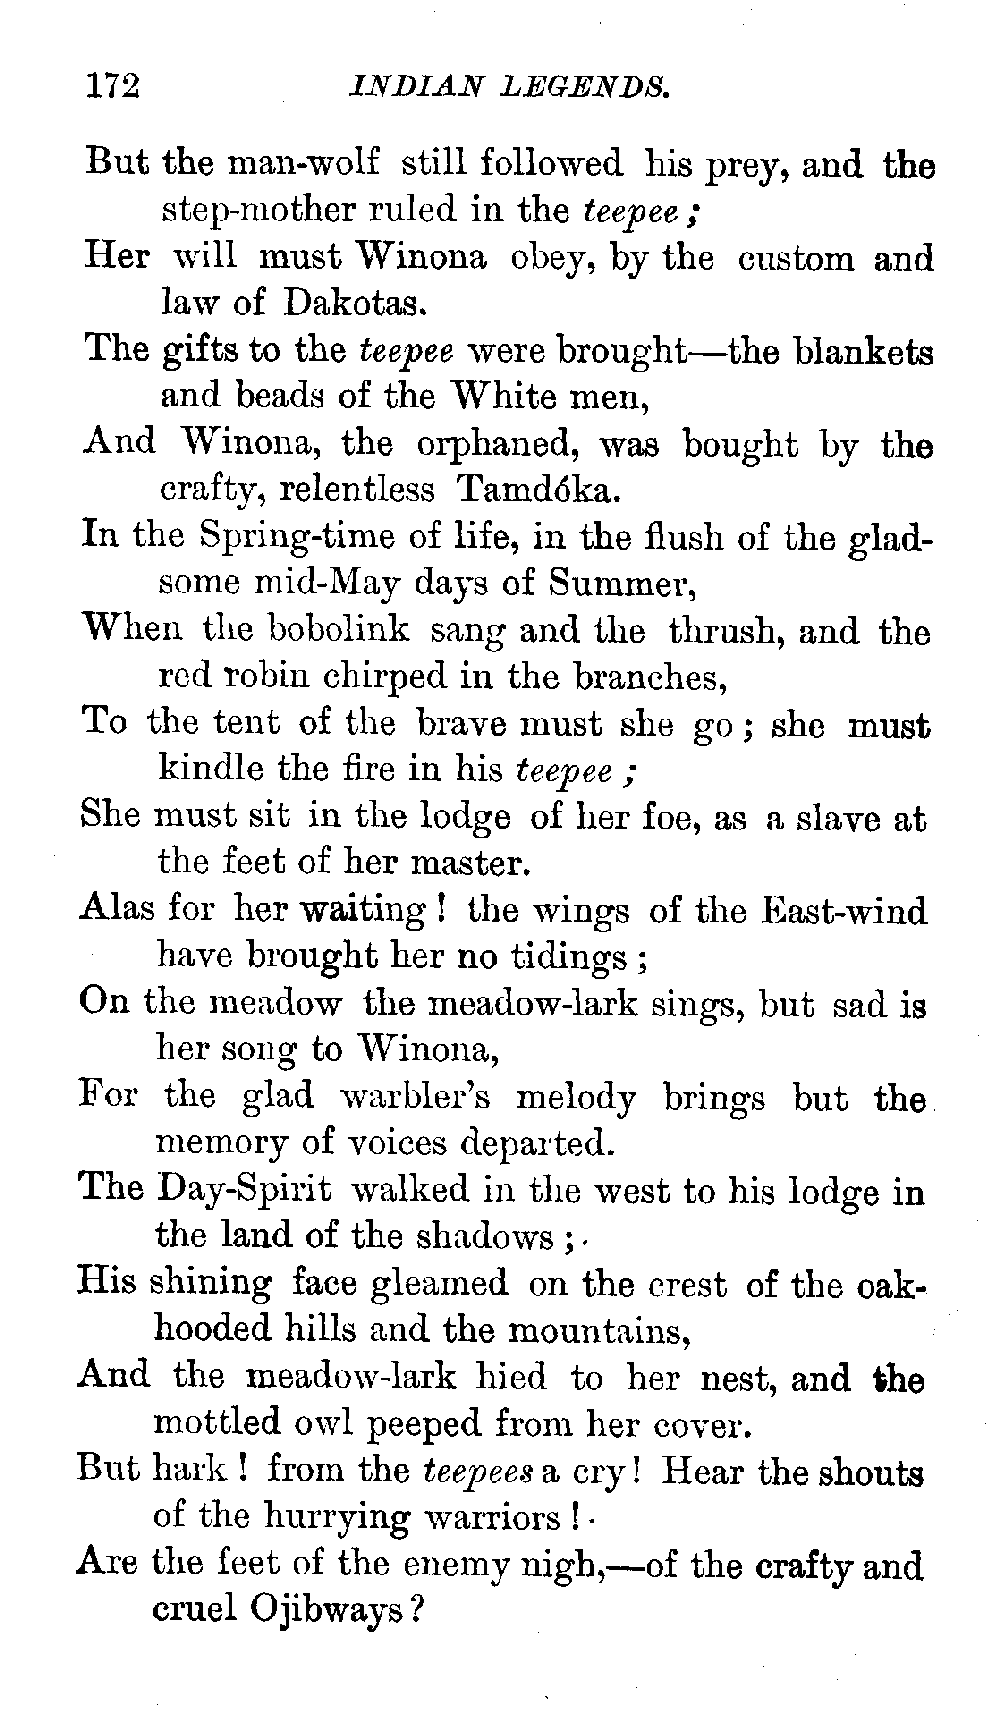 172 INDIAN LEGENDS.
But the man-wolf still followed his prey, and the
step-mother ruled in the teepee ;
Her will must Winona obey, by the custom and
law of Dakotas.
The gifts to the teepee were brought—the blankets
and beads of the White men,
And Winona, the orphaned, was bought by the
crafty, relentless Tamdóka.
In the Spring-time of life, in the flush of the glad-
some mid-May days of Summer,
When the bobolink sang and the thrush, and the
red robin chirped in the branches,
To the tent of the brave must she go ; she must
kindle the fire in his teepee ;
She must sit in the lodge of her foe, as a slave at
the feet of her master.
Alas for her waiting ! the wings of the East-wind
have brought her no tidings ;
On the meadow the meadow-lark sings, but sad is
her song to Winona,
For the glad warbler's melody brings but the
memory of voices departed.
The Day-Spirit walked in the west to his lodge in
the land of the shadows ;
His shining face gleamed on the crest of the oak-
hooded hills and the mountains,
And the meadow-lark hied to her nest, and the
mottled owl peeped from her cover.
But hark ! from the teepees a cry! Hear the shouts
of the hurrying warriors !
Are the feet of the enemy nigh,—of the crafty and
cruel Ojibways ?